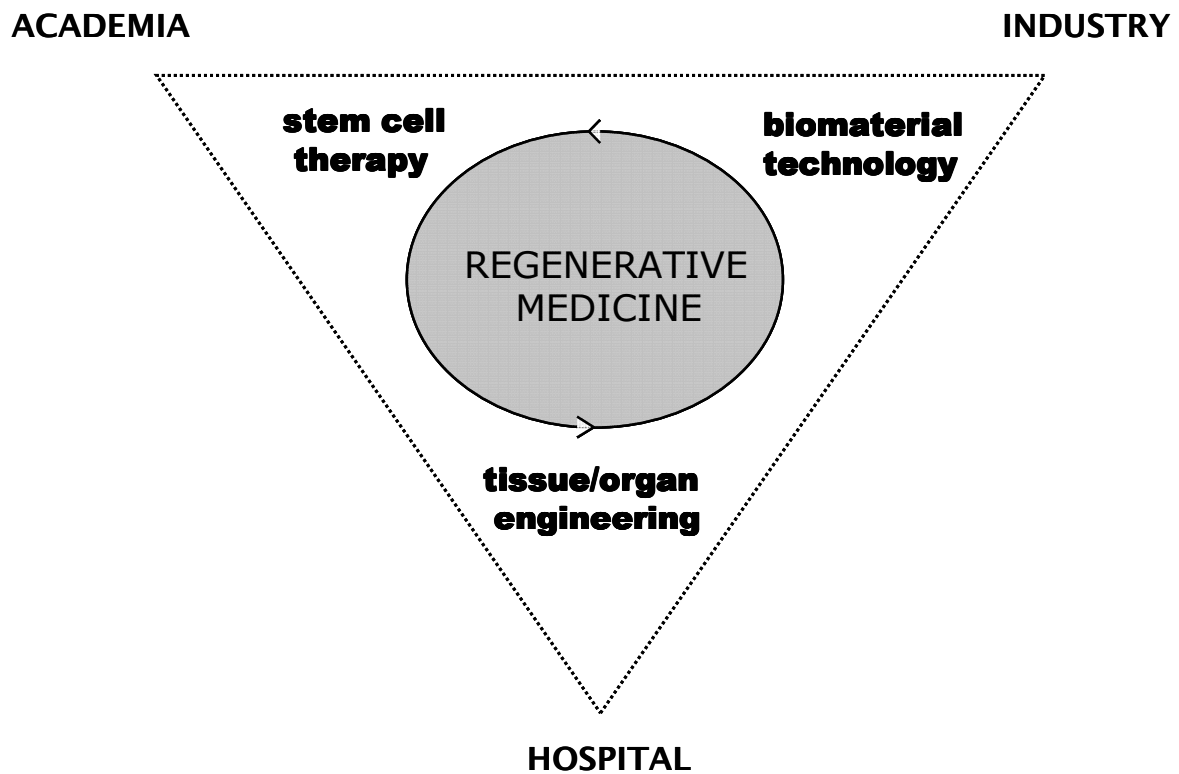 ACADEMIA
INDUSTRY
stem cell
therapy
biomaterial
technology
REGENERATIVE
MEDICINE
tissue/organ
engineering
HOSPITAL